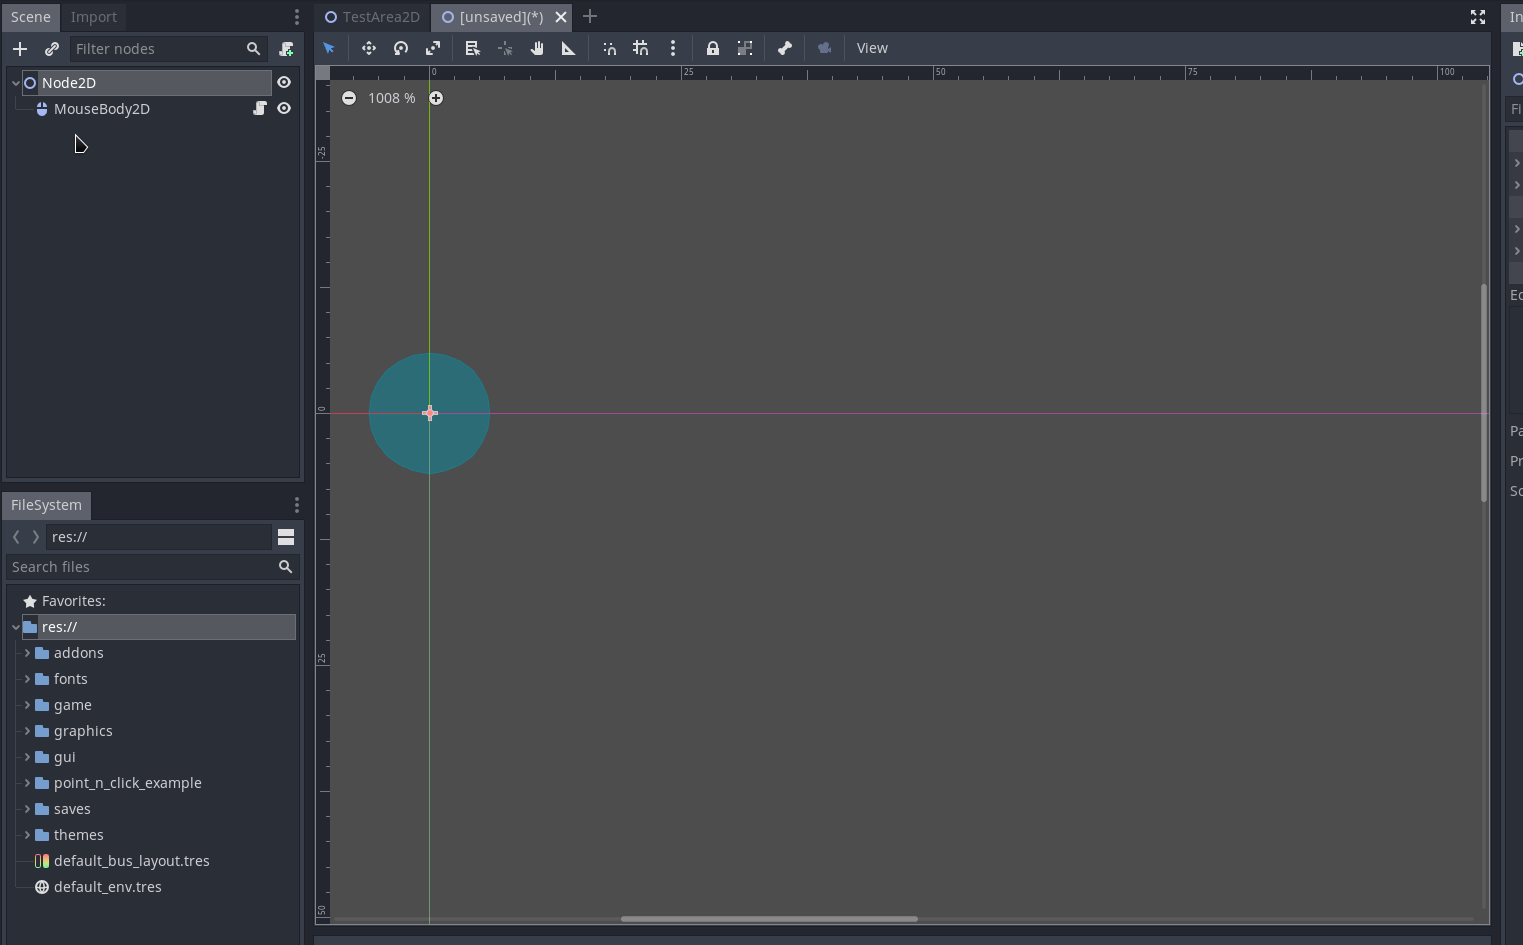 Scene Import
Filter nodes
Node2D
MouseBody2D
FileSystem
res://
Search files
Favorites:
res://
addons
fonts
game
graphics
gui
point_n_click_example
saves
themes
default_bus_layout.tres
default_env.tres
TestArea2D [unsaved](*)
View
0 25 50 75 100
1008 %
-25
0
25
50
In
Fi
Ed
Pa
Pr
Sc